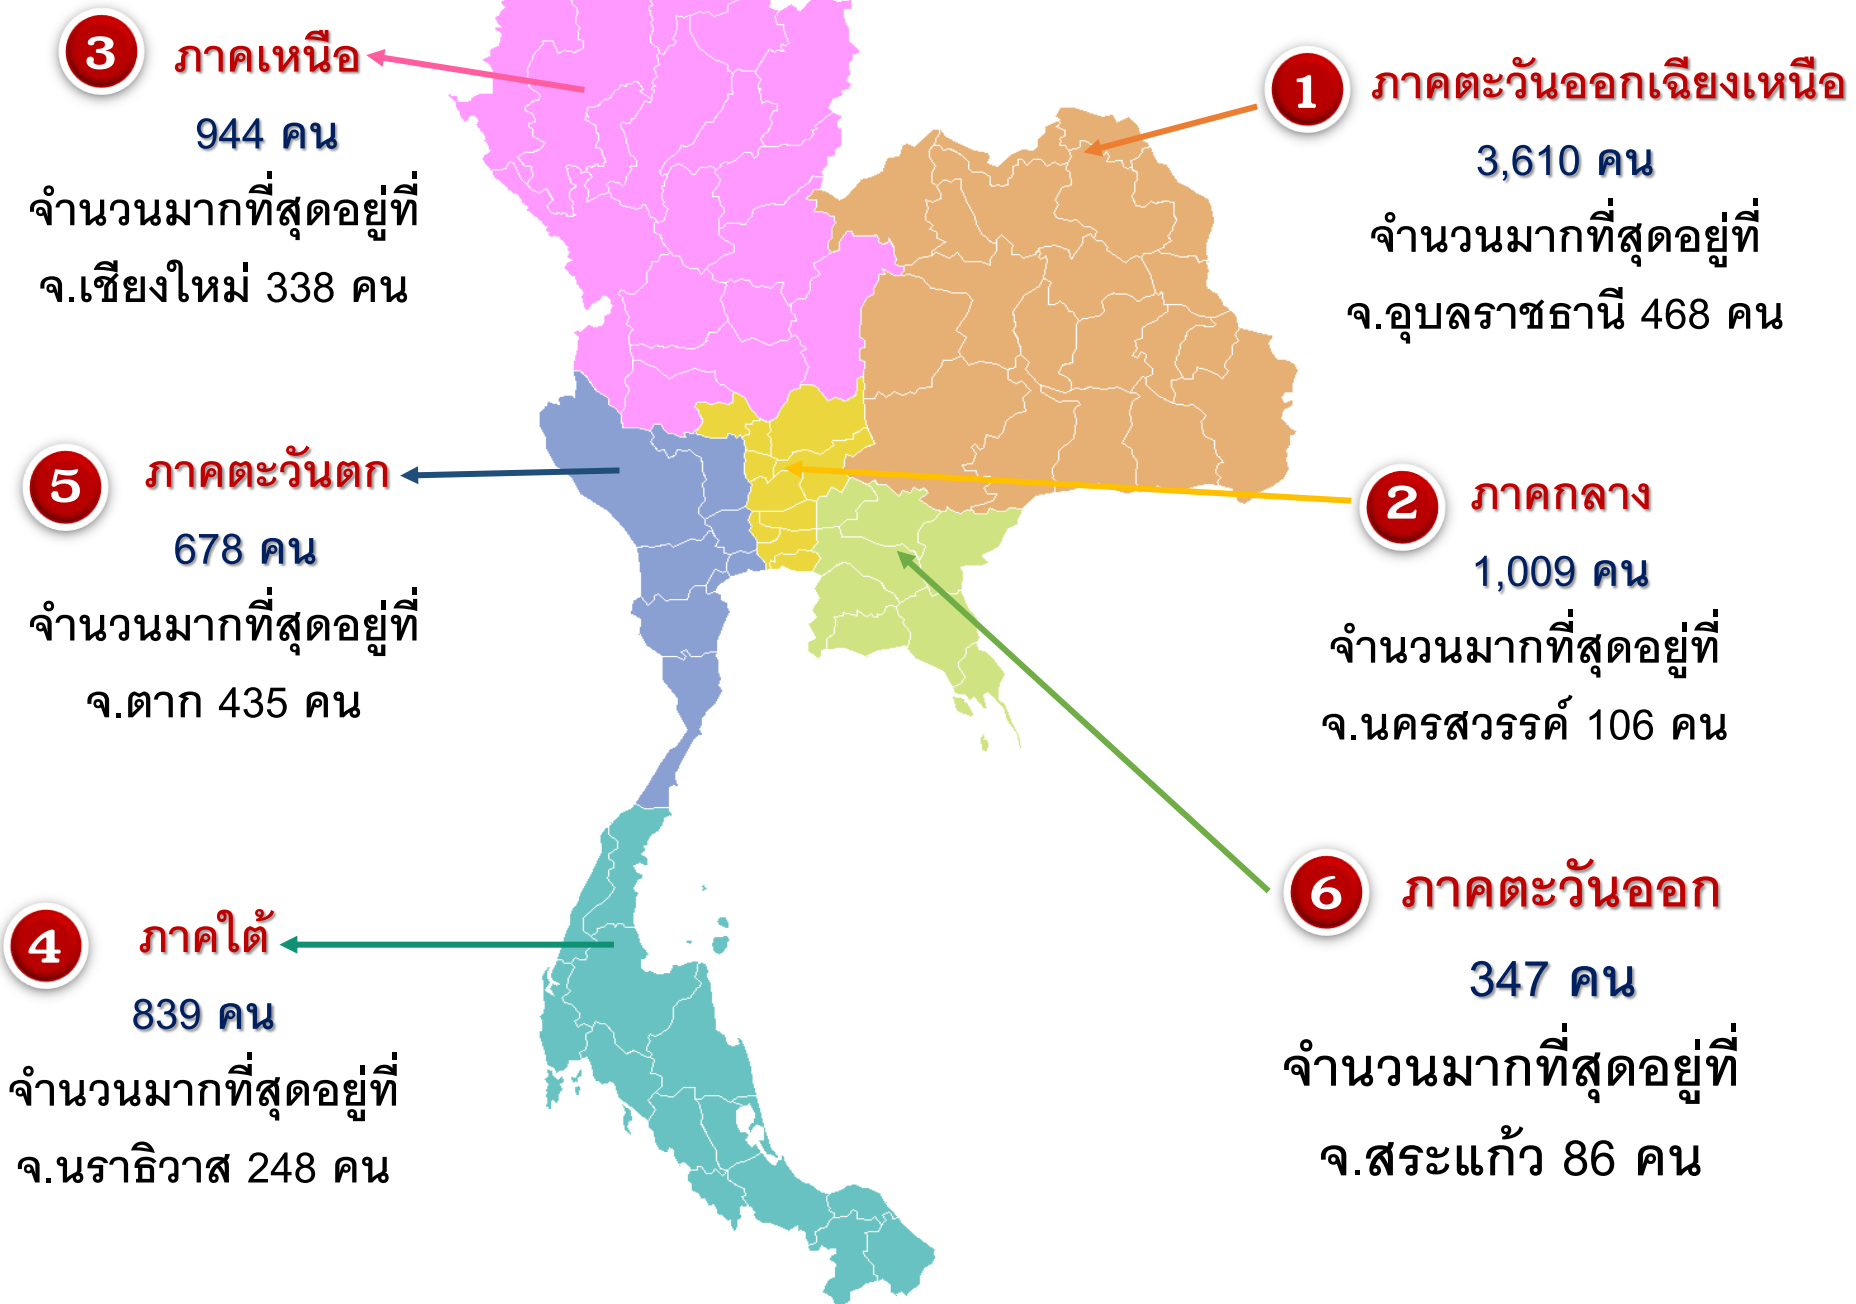 3 ภาคเหนือ
944 คน
จำนวนมากที่สุดอยู่ที่
จ.เชียงใหม่ 338 คน
1 ภาคตะวันออกเฉียงเหนือ
3,610 คน
จำนวนมากที่สุดอยู่ที่
จ.อุบลราชธานี 468 คน
5 ภาคตะวันตก
678 คน
จำนวนมากที่สุดอยู่ที่
จ.ตาก 435 คน
2 ภาคกลาง
1,009 คน
จำนวนมากที่สุดอยู่ที่
จ.นครสวรรค์ 106 คน
4 ภาคใต้
839 คน
จำนวนมากที่สุดอยู่ที่
จ.นราธิวาส 248 คน
6 ภาคตะวันออก
347 คน
จำนวนมากที่สุดอยู่ที่
จ.สระแก้ว 86 คน